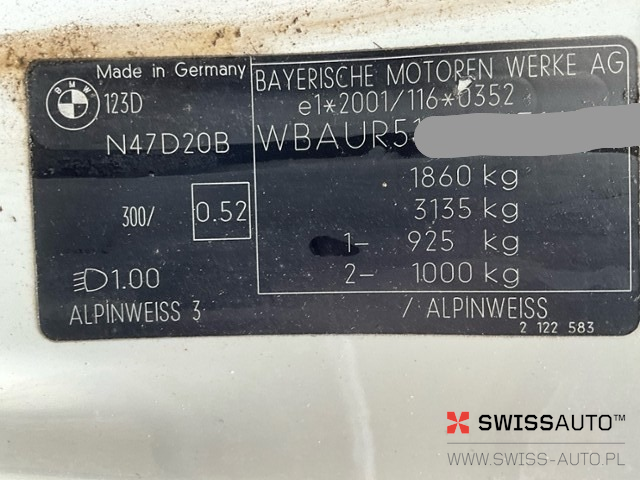 BMW
Made in Germany
123D
N47D20B
300/ 0.52
1.00
ALPINWEISS 3
BAYERISCHE MOTOREN WERKE AG
e1*2001/116*0352
WBAUR51
1860 kg
3135 kg
1- 925 kg
2- 1000 kg
/ ALPINWEISS
2 122 583
SWISSAUTO™
WWW.SWISS-AUTO.PL